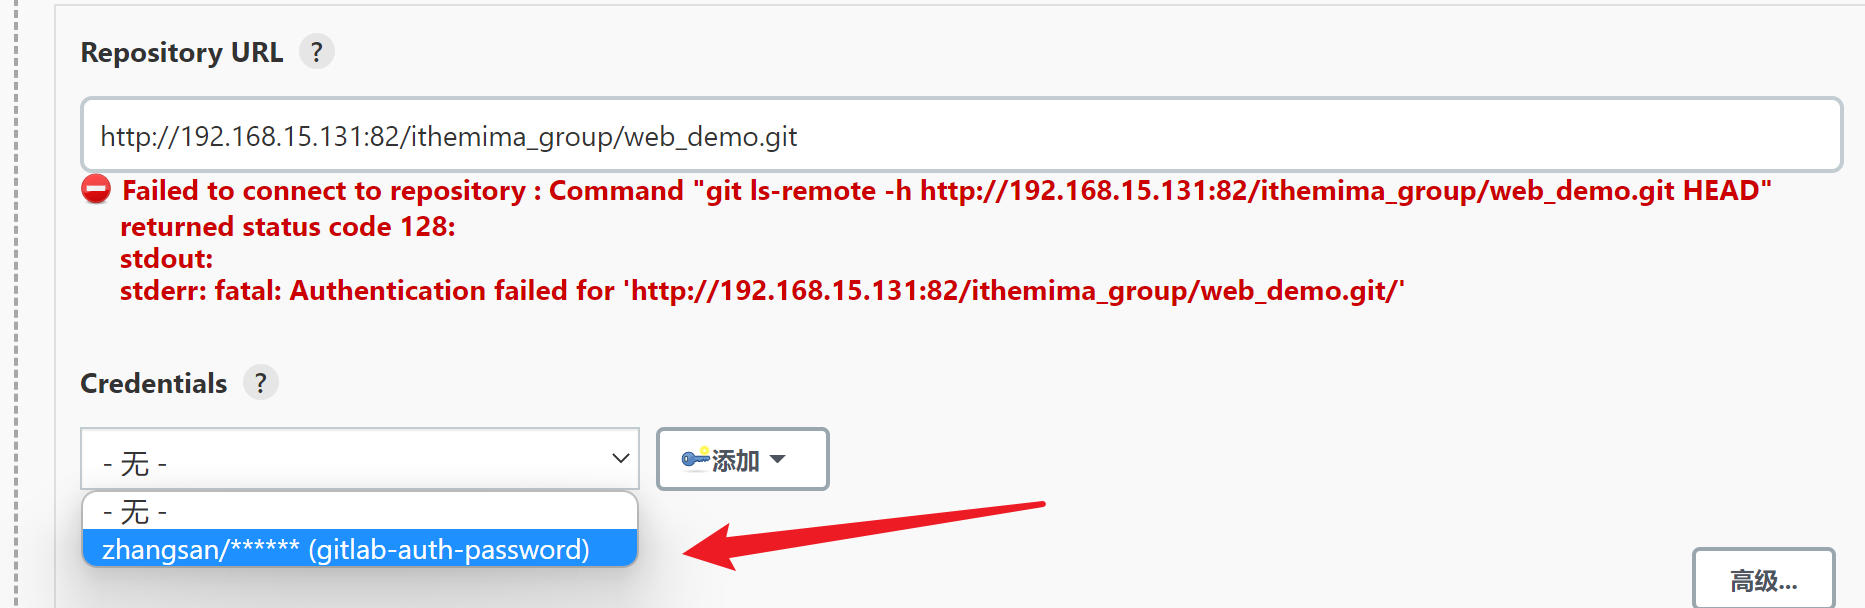 Repository URL ?
http://192.168.15.131:82/ithemima_group/web_demo.git
Failed to connect to repository : Command "git ls-remote -h http://192.168.15.131:82/ithemima_group/web_demo.git HEAD"
returned status code 128:
stdout:
stderr: fatal: Authentication failed for 'http://192.168.15.131:82/ithemima_group/web_demo.git/'
Credentials ?
- 无 -
添加
- 无 -
zhangsan/****** (gitlab-auth-password)
高级...